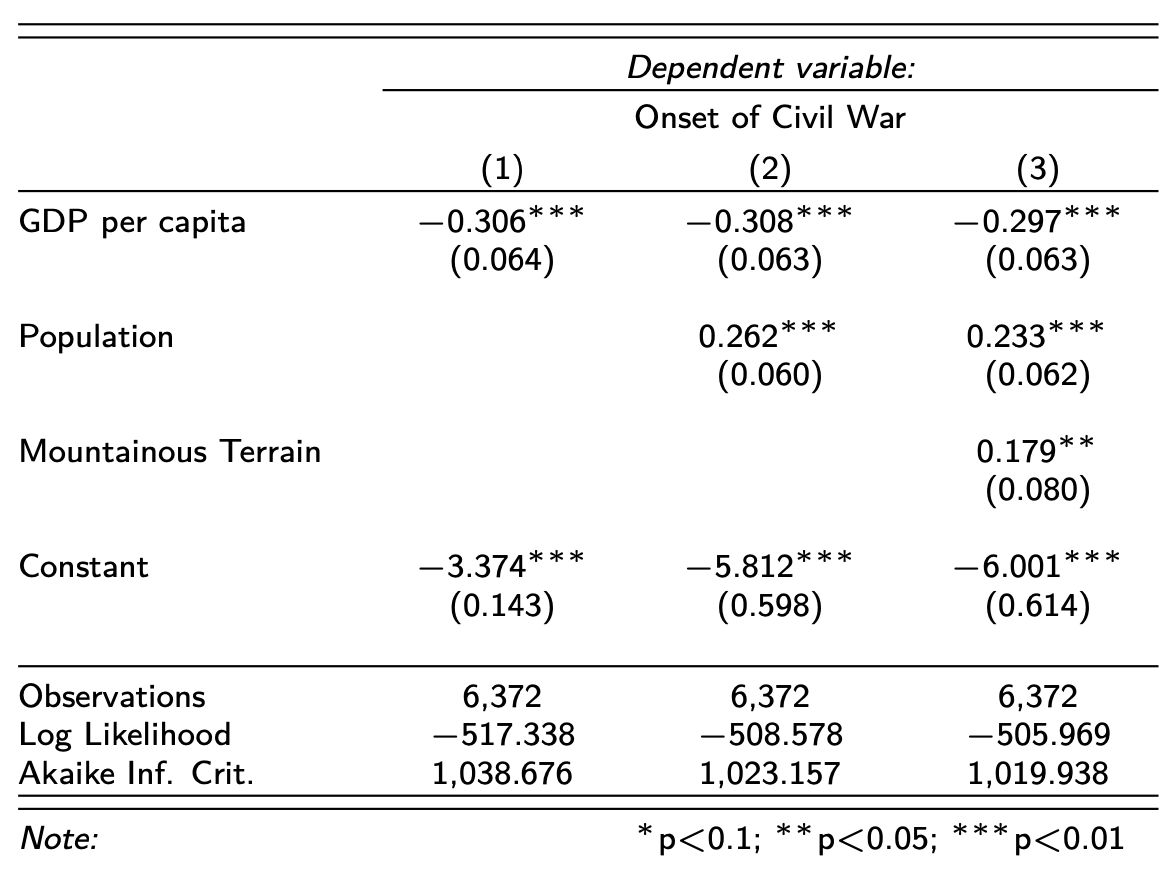 Dependent variable:
Onset of Civil War
(1) (2) (3)
GDP per capita −0.306*** −0.308*** −0.297***
(0.064) (0.063) (0.063)
Population 0.262*** 0.233***
(0.060) (0.062)
Mountainous Terrain 0.179**
(0.080)
Constant −3.374*** −5.812*** −6.001***
(0.143) (0.598) (0.614)
Observations 6,372 6,372 6,372
Log Likelihood −517.338 −508.578 −505.969
Akaike Inf. Crit. 1,038.676 1,023.157 1,019.938
Note: *p<0.1; **p<0.05; ***p<0.01